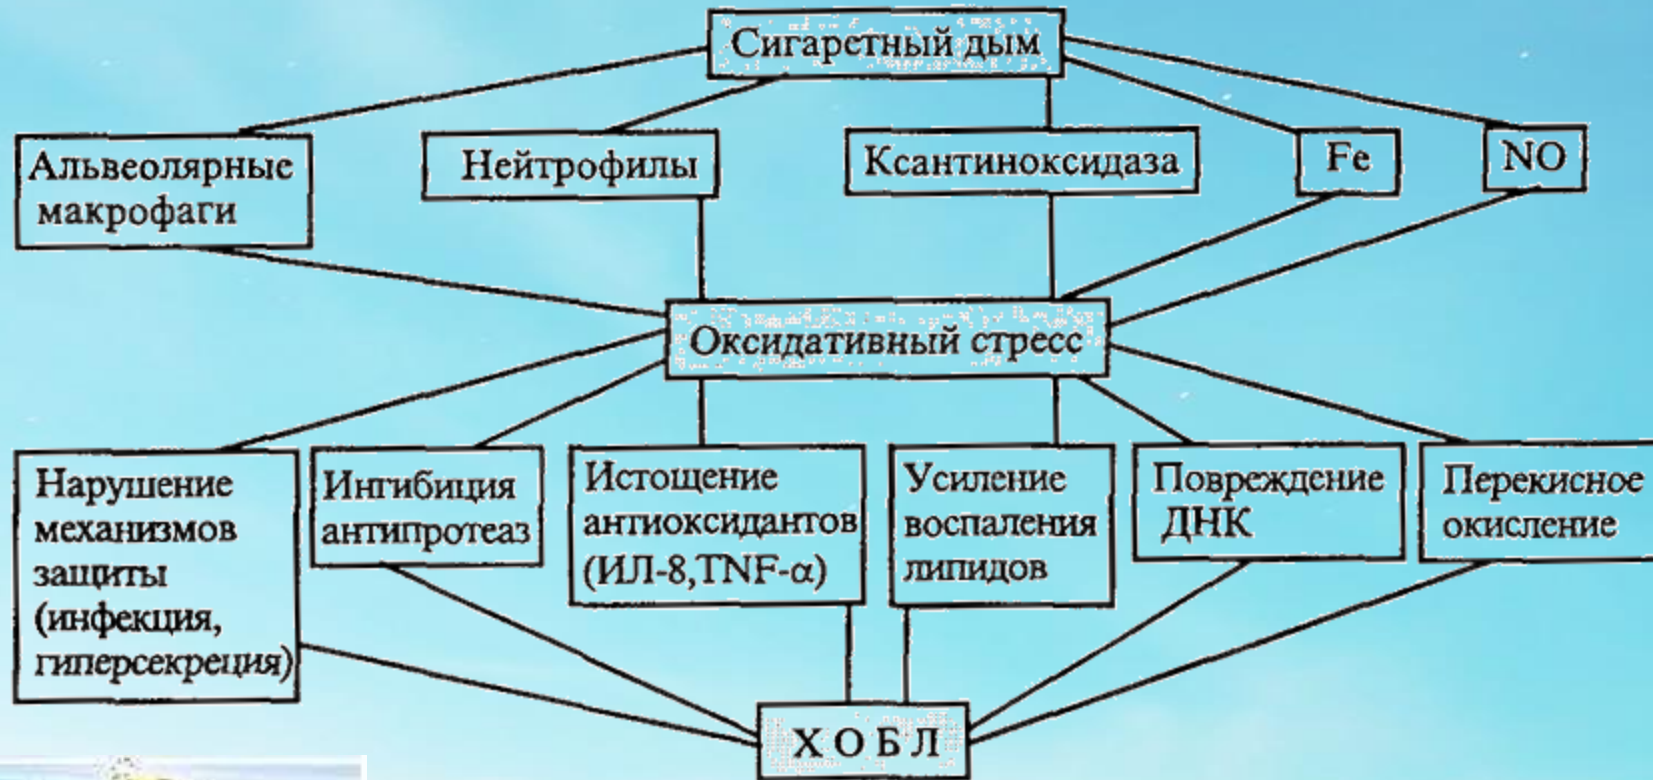 Сигаретный дым
Альвеолярные
макрофаги
Нейтрофилы
Ксантиноксидаза
Fe
NO
Оксидативный стресс
Нарушение
механизмов
защиты
(инфекция,
гиперсекреция)
Ингибиция
антипротеаз
Истощение
антиоксидантов
(ИЛ-8,TNF-α)
Усиление
воспаления
липидов
Повреждение
ДНК
Перекисное
окисление
Х О Б Л